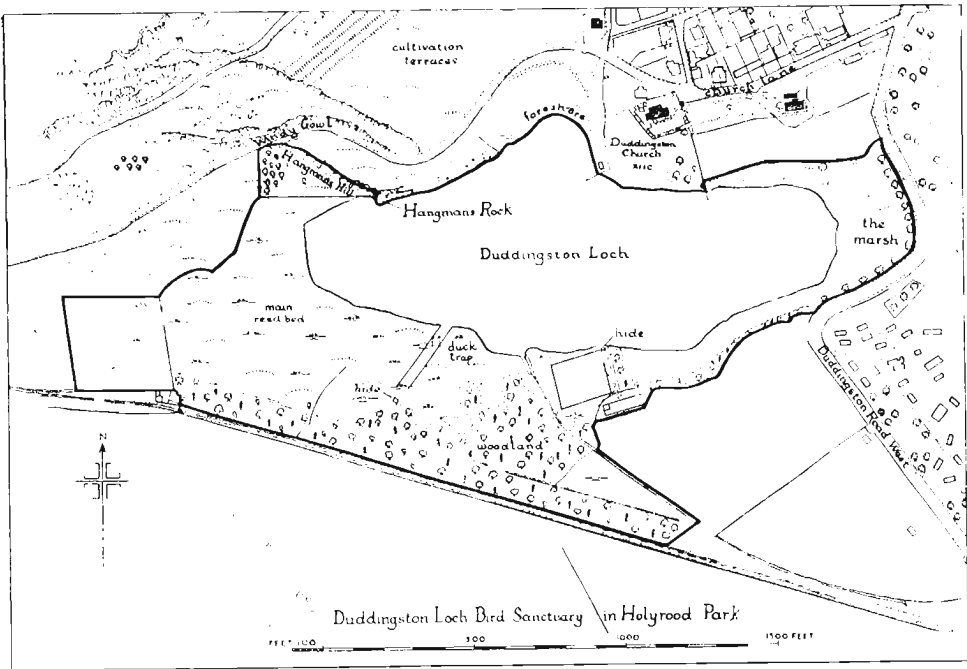 cultivation
terraces
church lane
foreshore
Windy Gowl
Hangmans Hill
Duddingston
Church
XIIC
Hangmans Rock
the
marsh
Duddingston Loch
main
reed bed
hide
duck
trap
hide
Duddingston Road West
woodland
N
Duddingston Loch Bird Sanctuary in Holyrood Park
FEET 100 500 1000 1500 FEET